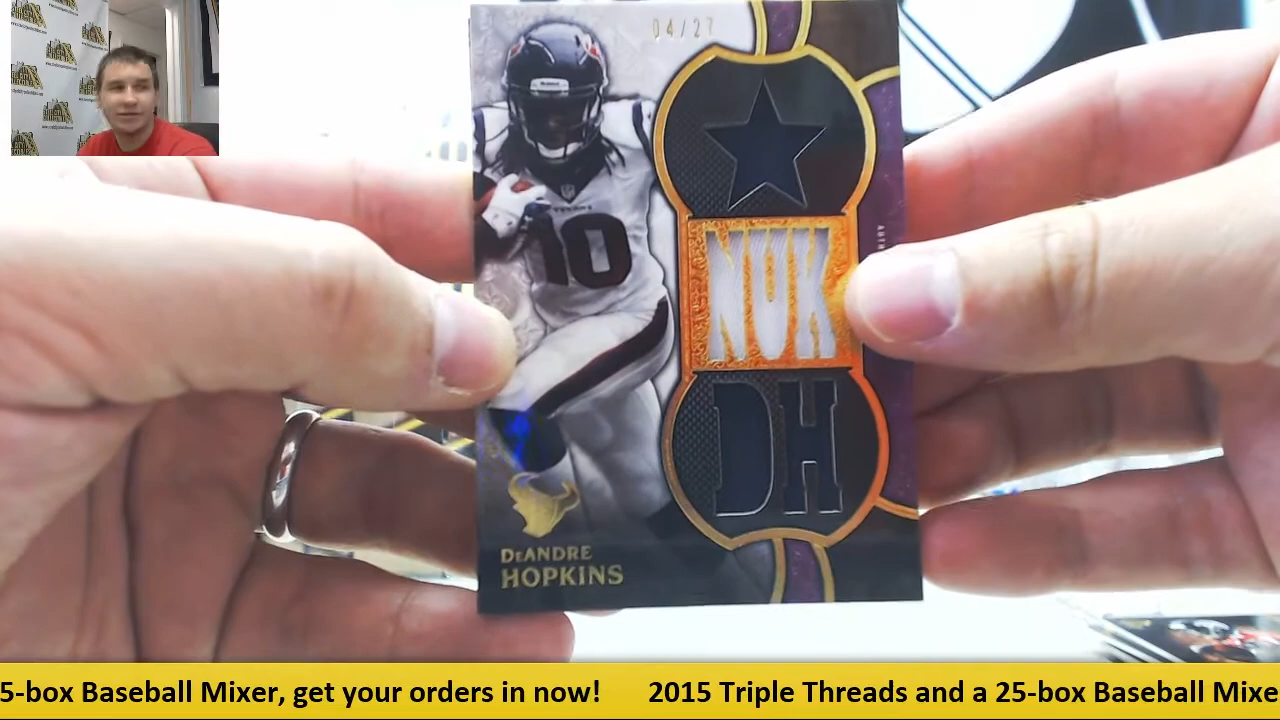 04/27
10
NUK
DH
DeANDRE
HOPKINS
5-box Baseball Mixer, get your orders in now! 2015 Triple Threads and a 25-box Baseball Mixe